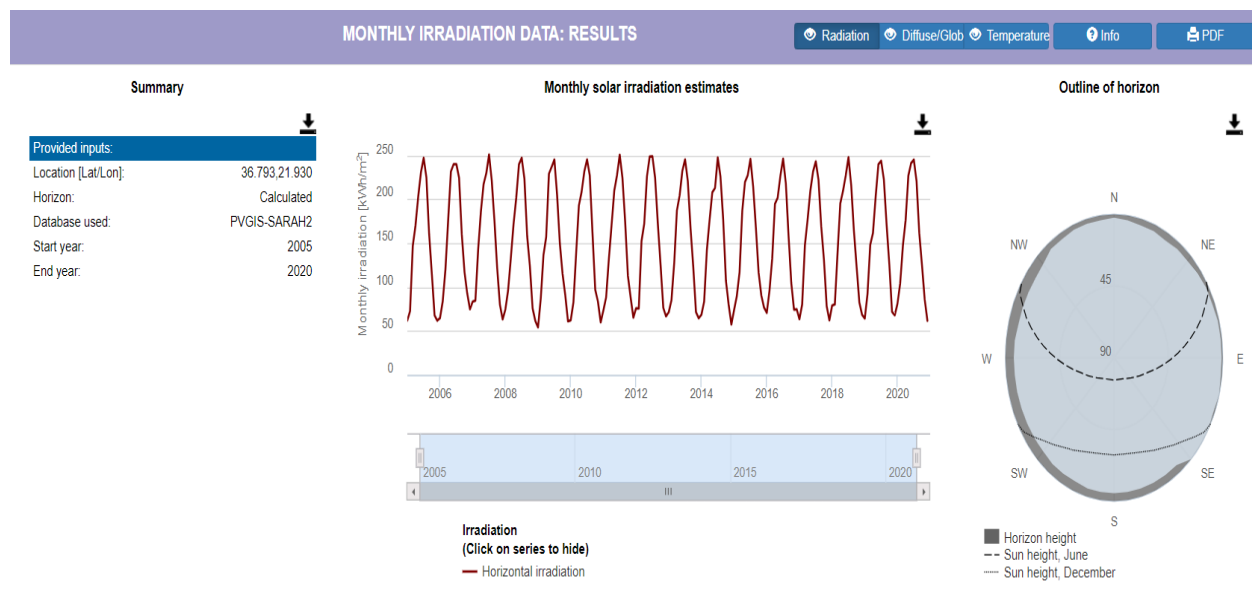 MONTHLY IRRADIATION DATA: RESULTS
Radiation
Diffuse/Glob
Temperature
Info
PDF
Summary
Provided inputs:
Location [Lat/Lon]: 36.793,21.930
Horizon: Calculated
Database used: PVGIS-SARAH2
Start year: 2005
End year: 2020
Monthly solar irradiation estimates
Monthly irradiation [kWh/m²]
250
200
150
100
50
0
2006 2008 2010 2012 2014 2016 2018 2020
2005 2010 2015 2020
Irradiation
(Click on series to hide)
Horizontal irradiation
Outline of horizon
N
NW NE
45
W 90 E
SW SE
S
Horizon height
Sun height, June
Sun height, December